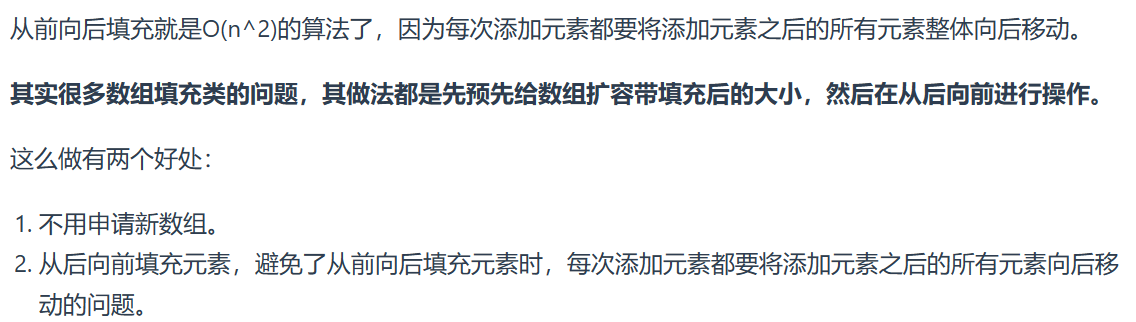 从前向后填充就是O(n^2)的算法了，因为每次添加元素都要将添加元素之后的所有元素整体向后移动。
其实很多数组填充类的问题，其做法都是先预先给数组扩容带填充后的大小，然后在从后向前进行操作。
这么做有两个好处：
1. 不用申请新数组。
2. 从后向前填充元素，避免了从前向后填充元素时，每次添加元素都要将添加元素之后的所有元素向后移
动的问题。